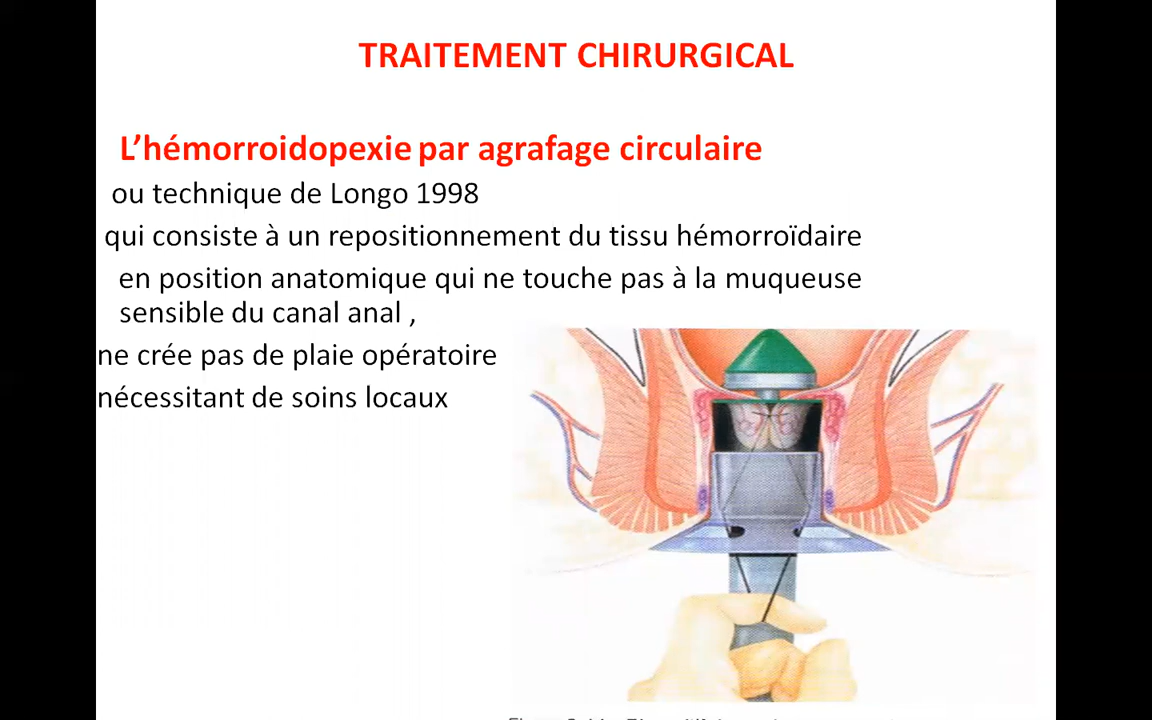 TRAITEMENT CHIRURGICAL
L’hémorroidopexie par agrafage circulaire
ou technique de Longo 1998
qui consiste à un repositionnement du tissu hémorroïdaire
en position anatomique qui ne touche pas à la muqueuse
sensible du canal anal ,
ne crée pas de plaie opératoire
nécessitant de soins locaux